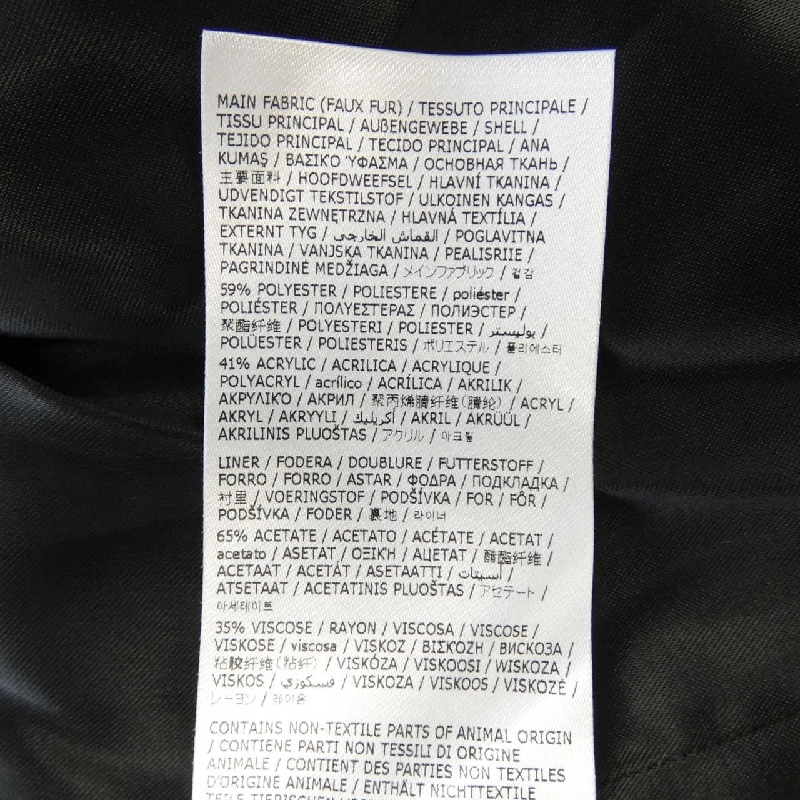 MAIN FABRIC (FAUX FUR) / TESSUTO PRINCIPALE /
TISSU PRINCIPAL / AUßENGEWEBE / SHELL /
TEJIDO PRINCIPAL / TECIDO PRINCIPAL / ANA
KUMAŞ / ΒΑΣΙΚΌ ΎΦΑΣΜΑ / ОСНОВНАЯ ТКАНЬ /
主要面料 / HOOFDWEEFSEL / HLAVNÍ TKANINA /
UDVENDIGT TEKSTILSTOF / ULKOINEN KANGAS /
TKANINA ZEWNĘTRZNA / HLAVNÁ TEXTÍLIA /
EXTERNT TYG / القماش الخارجي / POGLAVITNA
TKANINA / VANJSKA TKANINA / PEALISRIIE /
PAGRINDINĖ MEDŽIAGA / メインファブリック / 겉감
59% POLYESTER / POLIESTERE / poliéster /
POLIÉSTER / ΠΟΛΥΕΣΤΕΡΑΣ / ПОЛИЭСТЕР /
聚酯纤维 / POLYESTERI / POLIESTER / بوليستر /
POLÜESTER / POLIESTERIS / ポリエステル / 폴리에스터
41% ACRYLIC / ACRILICA / ACRYLIQUE /
POLYACRYL / acrílico / ACRÍLICA / AKRILIK /
ΑΚΡΥΛΙΚΌ / АКРИЛ / 聚丙烯腈纤维(腈纶) / ACRYL /
AKRYL / AKRYYLI / أكريليك / AKRIL / AKRÜÜL /
AKRILINIS PLUOŠTAS / アクリル / 아크릴
LINER / FODERA / DOUBLURE / FUTTERSTOFF /
FORRO / FORRO / ASTAR / ΦΟΔΡΑ / ПОДКЛАДКА /
衬里 / VOERINGSTOF / PODŠÍVKA / FOR / FÔR /
PODŠÍVKA / FODER / 裏地 / 라이너
65% ACETATE / ACETATO / ACÉTATE / ACETAT /
acetato / ASETAT / ΟΞΙΚΉ / АЦЕТАТ / 醋酯纤维 /
ACETAAT / ACETÁT / ASETAATTI / أسيتات /
ATSETAAT / ACETATINIS PLUOŠTAS / アセテート /
아세테이트
35% VISCOSE / RAYON / VISCOSA / VISCOSE /
VISKOSE / viscosa / VISKOZ / ΒΙΣΚΌΖΗ / ВИСКОЗА /
粘胶纤维(粘纤) / VISKÓZA / VISKOOSI / WISKOZA /
VISKOS / فسكوزي / VISKOZA / VISKOOS / VISKOZĖ /
レーヨン / 레이온
CONTAINS NON-TEXTILE PARTS OF ANIMAL ORIGIN
/ CONTIENE PARTI NON TESSILI DI ORIGINE
ANIMALE / CONTIENT DES PARTIES NON TEXTILES
D'ORIGINE ANIMALE / ENTHÄLT NICHTTEXTILE
TEILE TIERISCHEN